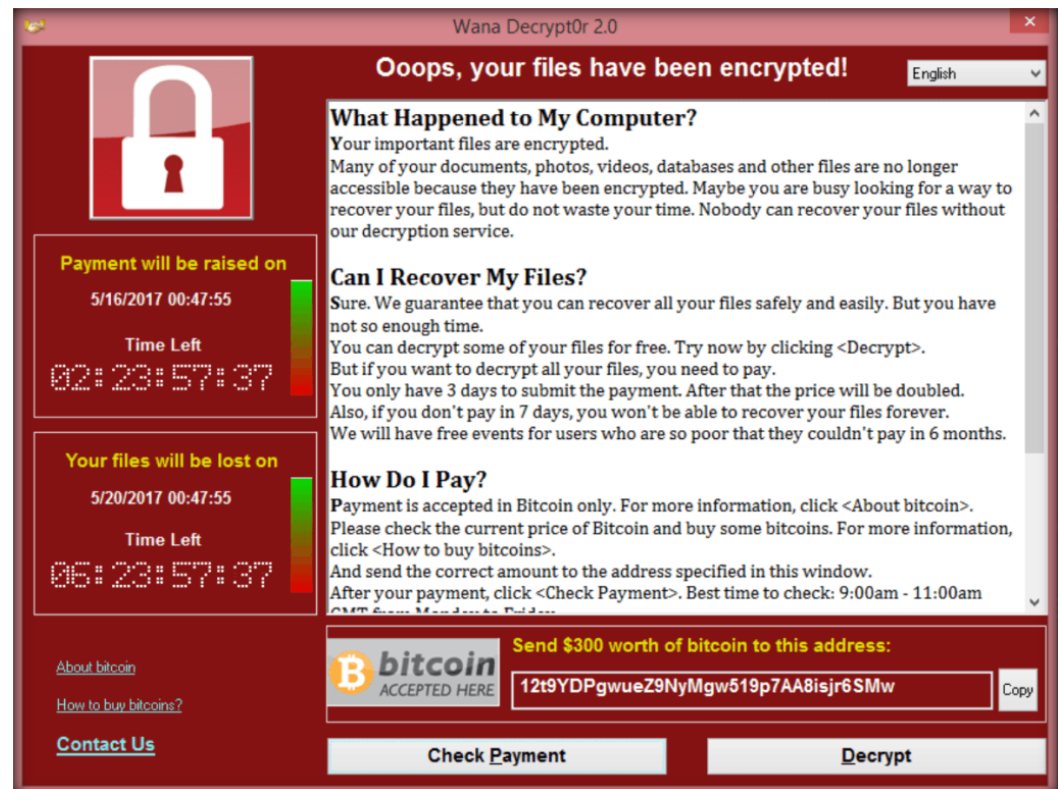 Wana Decrypt0r 2.0
Ooops, your files have been encrypted!
English
What Happened to My Computer?
Your important files are encrypted.
Many of your documents, photos, videos, databases and other files are no longer
accessible because they have been encrypted. Maybe you are busy looking for a way to
recover your files, but do not waste your time. Nobody can recover your files without
our decryption service.
Can I Recover My Files?
Sure. We guarantee that you can recover all your files safely and easily. But you have
not so enough time.
You can decrypt some of your files for free. Try now by clicking <Decrypt>.
But if you want to decrypt all your files, you need to pay.
You only have 3 days to submit the payment. After that the price will be doubled.
Also, if you don't pay in 7 days, you won't be able to recover your files forever.
We will have free events for users who are so poor that they couldn't pay in 6 months.
How Do I Pay?
Payment is accepted in Bitcoin only. For more information, click <About bitcoin>.
Please check the current price of Bitcoin and buy some bitcoins. For more information,
click <How to buy bitcoins>.
And send the correct amount to the address specified in this window.
After your payment, click <Check Payment>. Best time to check: 9:00am - 11:00am
GMT from Monday to Friday
Payment will be raised on
5/16/2017 00:47:55
Time Left
02:23:57:37
Your files will be lost on
5/20/2017 00:47:55
Time Left
06:23:57:37
About bitcoin
How to buy bitcoins?
Contact Us
bitcoin
ACCEPTED HERE
Send $300 worth of bitcoin to this address:
12t9YDPgwueZ9NyMgw519p7AA8isjr6SMw
Copy
Check Payment
Decrypt